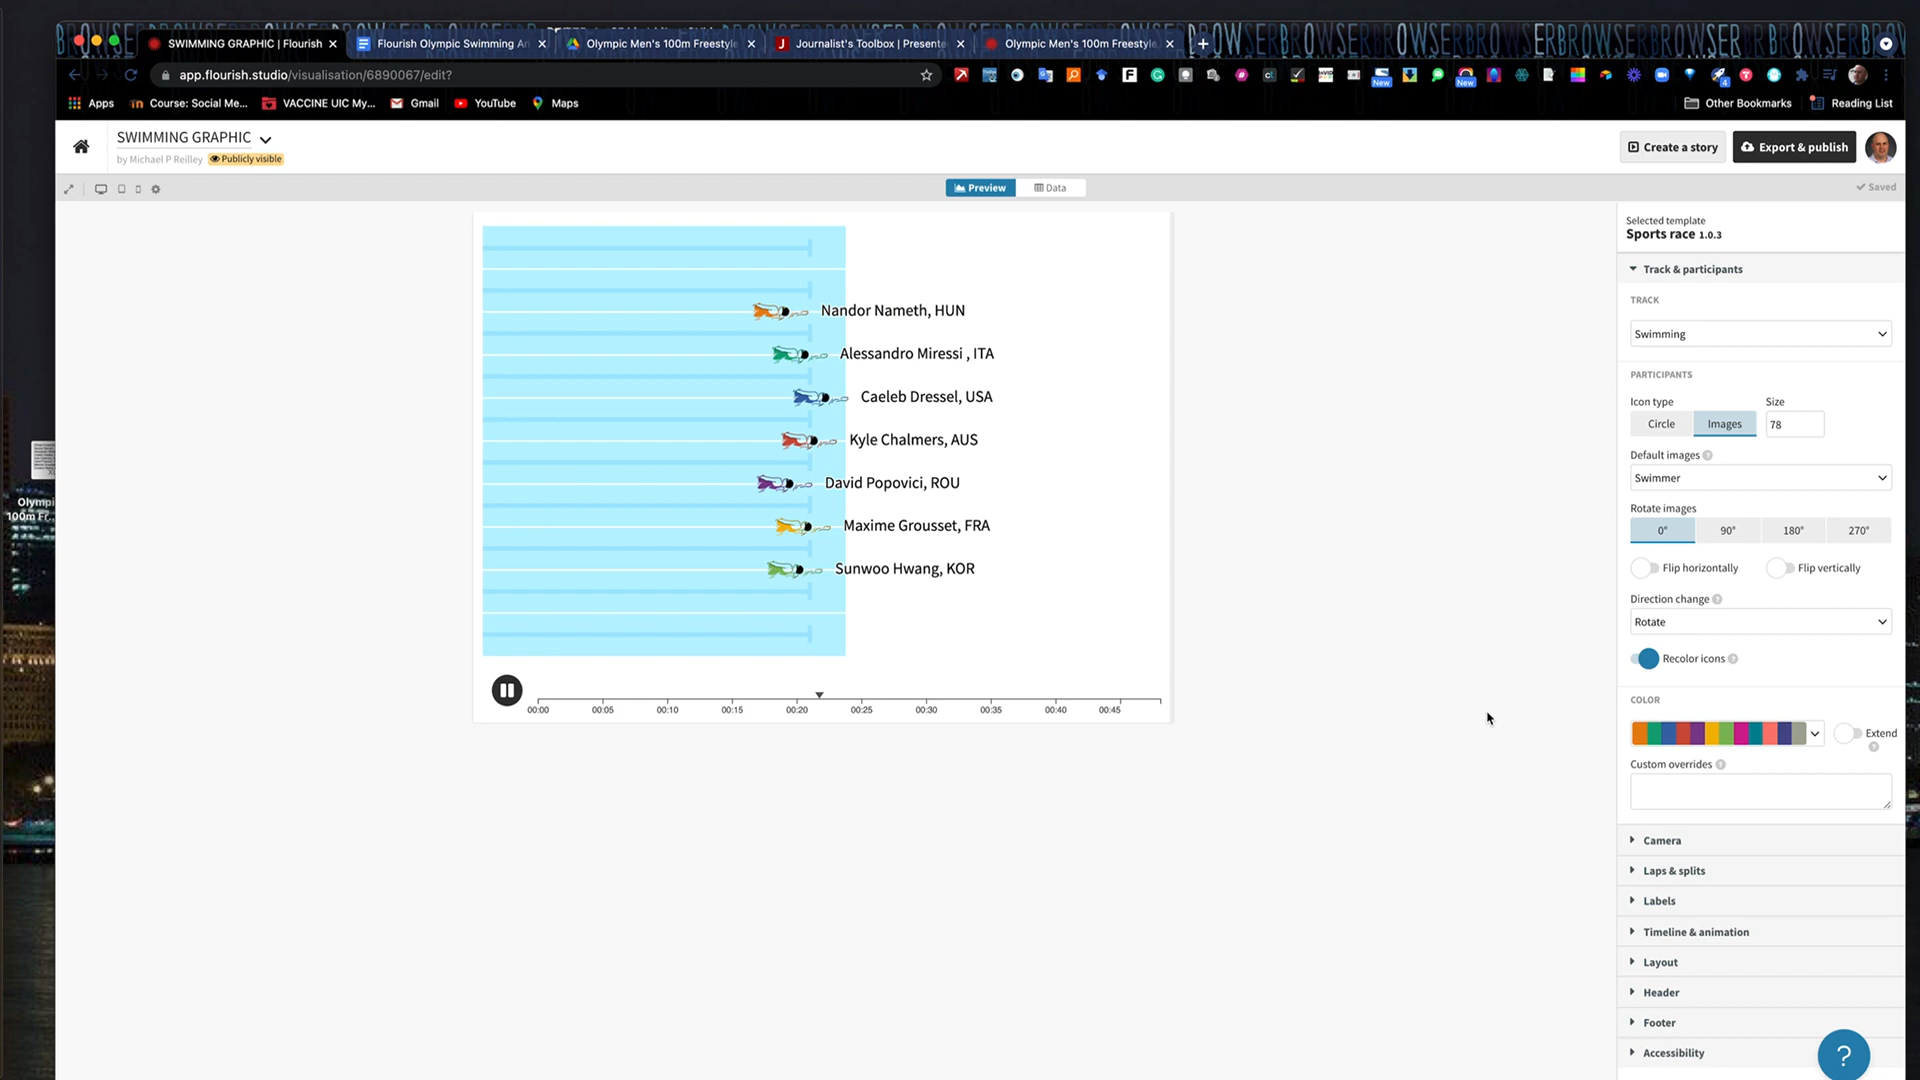 SWIMMING GRAPHIC | Flourish
Flourish Olympic Swimming An
Olympic Men's 100m Freestyle
Journalist's Toolbox | Presente
Olympic Men's 100m Freestyle
app.flourish.studio/visualisation/6890067/edit?
New
New
4
Apps
Course: Social Me...
VACCINE UIC My...
Gmail
YouTube
Maps
Other Bookmarks
Reading List
SWIMMING GRAPHIC
by Michael P Reilley
Publicly visible
Create a story
Export & publish
Preview
Data
Saved
Selected template
Sports race 1.0.3
Track & participants
TRACK
Swimming
PARTICIPANTS
Icon type
Size
Circle
Images
78
Default images
Swimmer
Rotate images
0°
90°
180°
270°
Flip horizontally
Flip vertically
Direction change
Rotate
Recolor icons
COLOR
Extend
Custom overrides
Camera
Laps & splits
Labels
Timeline & animation
Layout
Header
Footer
Accessibility
?
Nandor Nameth, HUN
Alessandro Miressi , ITA
Caeleb Dressel, USA
Kyle Chalmers, AUS
David Popovici, ROU
Maxime Grousset, FRA
Sunwoo Hwang, KOR
00:00
00:05
00:10
00:15
00:20
00:25
00:30
00:35
00:40
00:45
Olympi
100m Fr...